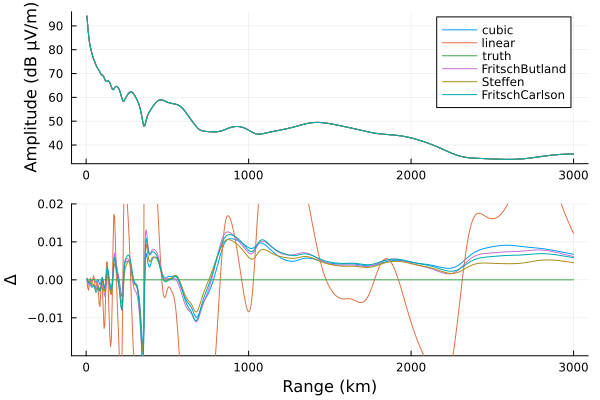 Amplitude (dB μV/m)
90
80
70
60
50
40
0
1000
2000
3000
cubic
linear
truth
FritschButland
Steffen
FritschCarlson
Δ
0.02
0.01
0.00
−0.01
0
1000
2000
3000
Range (km)